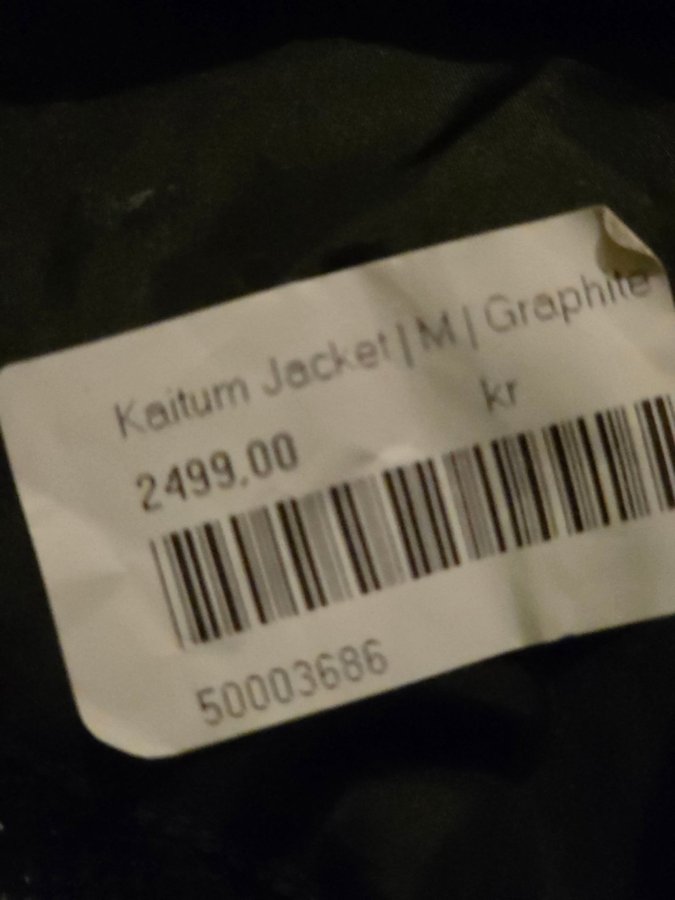 Kaitum Jacket | M | Graphite
2499,00 kr
50003686